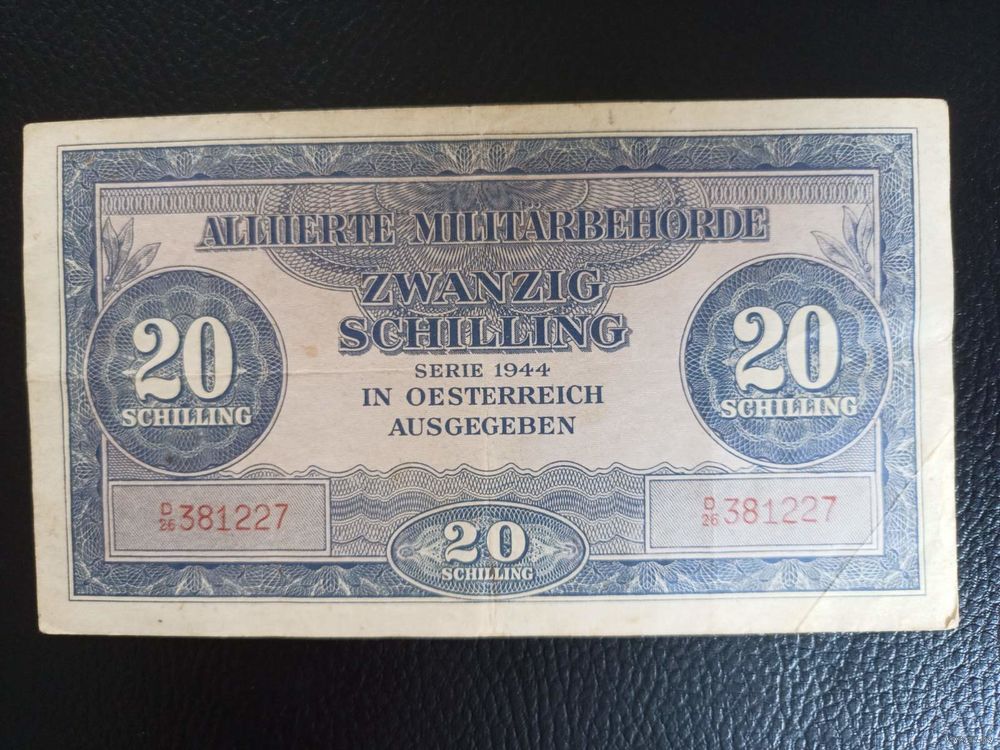 ALLIIERTE MILITÄRBEHÖRDE
ZWANZIG
SCHILLING
SERIE 1944
IN OESTERREICH
AUSGEGEBEN
20
SCHILLING
20
SCHILLING
D/26 381227
D/26 381227
20
SCHILLING